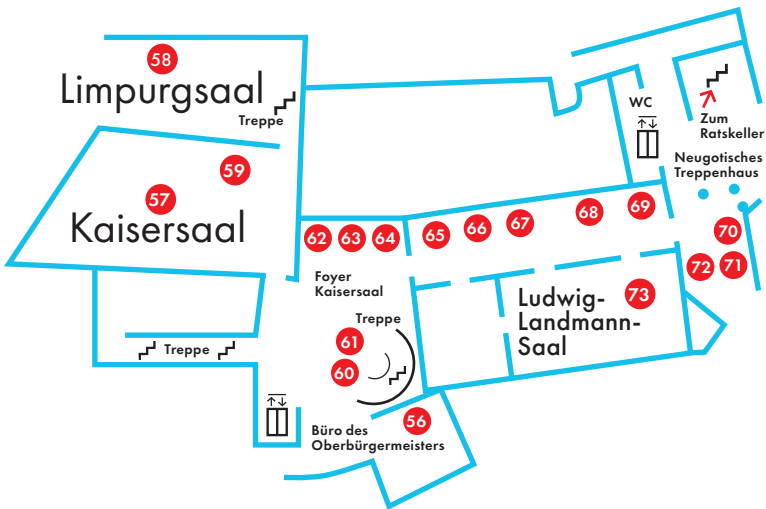 58
Limpurgsaal
Treppe
59
57
Kaisersaal
WC
Zum
Ratskeller
Neugotisches
Treppenhaus
62 63 64 65 66 67 68 69
70
72 71
Foyer
Kaisersaal
Treppe
61
60
Treppe
Ludwig-
Landmann-
Saal
73
56
Büro des
Oberbürgermeisters